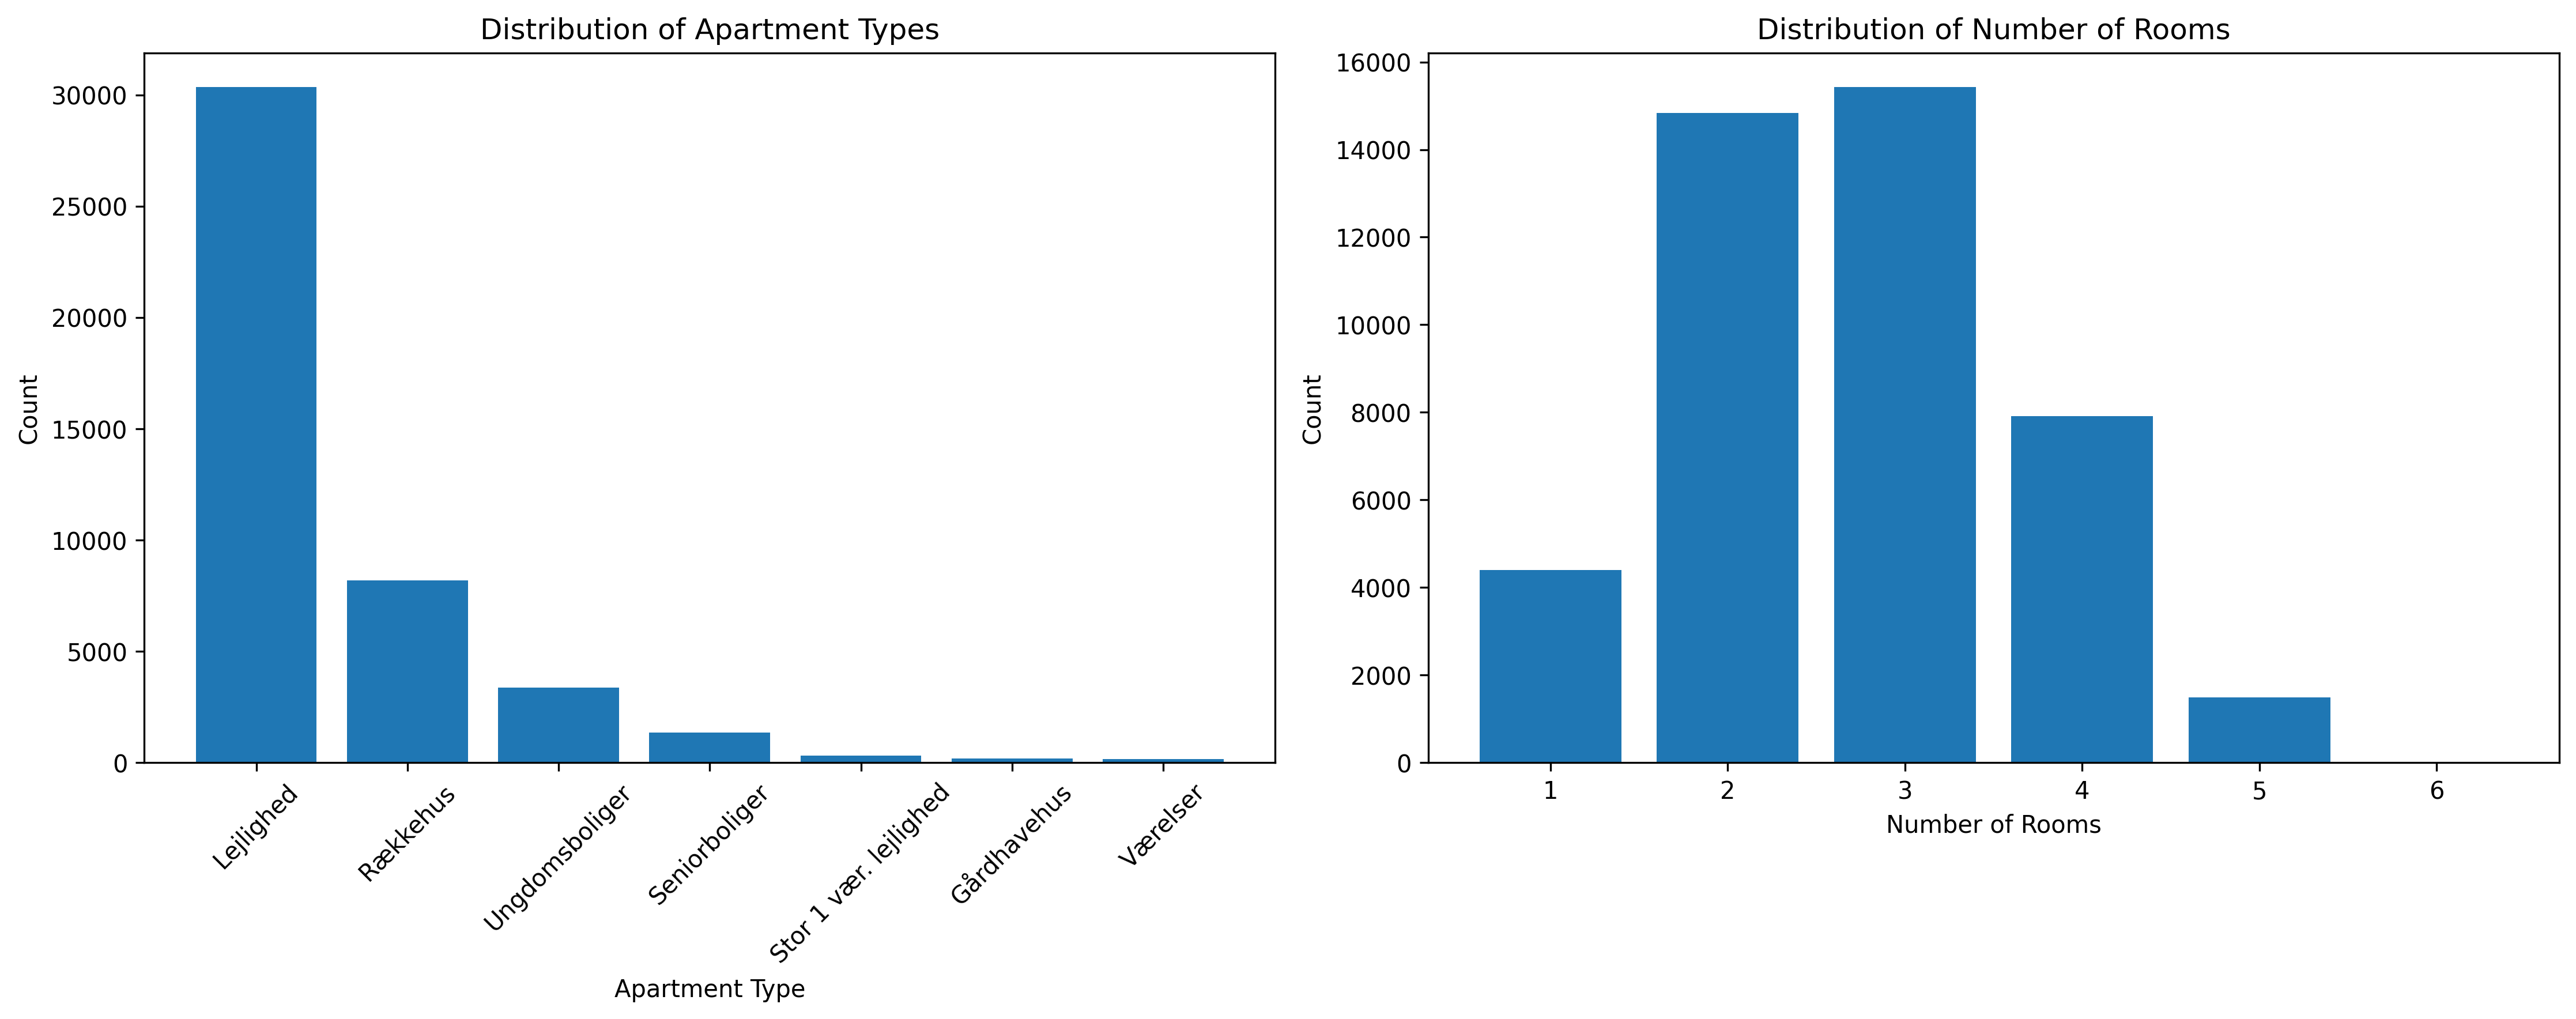 Distribution of Apartment Types
30000
25000
20000
15000
10000
5000
0
Count
Lejlighed
Rækkehus
Ungdomsboliger
Seniorboliger
Stor 1 vær. lejlighed
Gårdhavehus
Værelser
Apartment Type
Distribution of Number of Rooms
16000
14000
12000
10000
8000
6000
4000
2000
0
Count
1 2 3 4 5 6
Number of Rooms